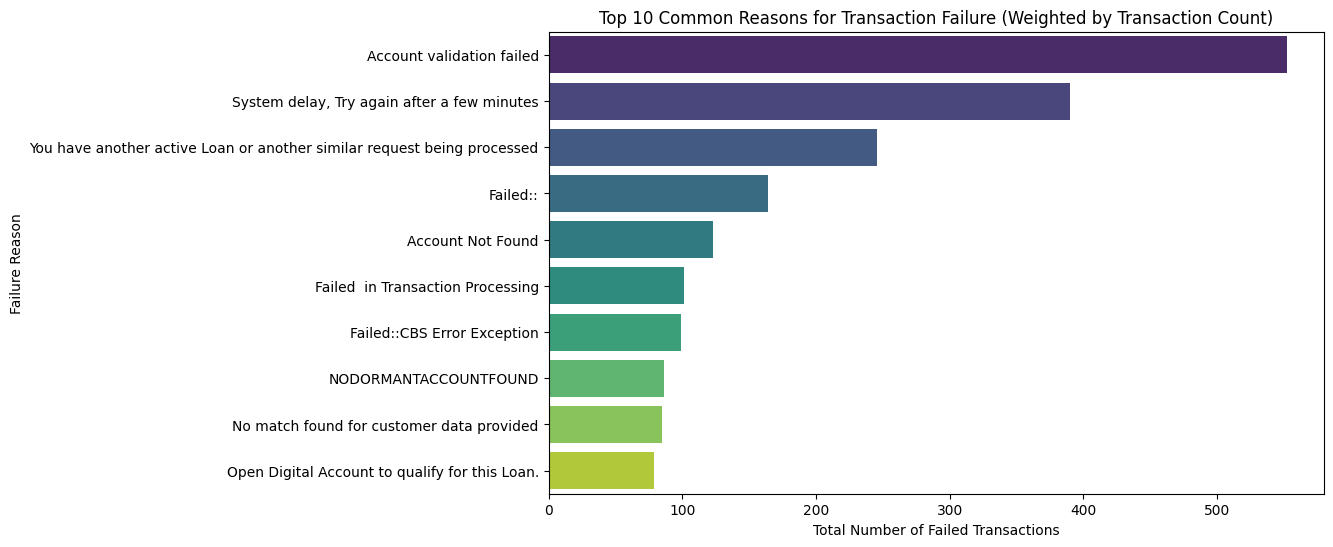 Top 10 Common Reasons for Transaction Failure (Weighted by Transaction Count)
Failure Reason
Account validation failed
System delay, Try again after a few minutes
You have another active Loan or another similar request being processed
Failed::
Account Not Found
Failed  in Transaction Processing
Failed::CBS Error Exception
NODORMANTACCOUNTFOUND
No match found for customer data provided
Open Digital Account to qualify for this Loan.
0 100 200 300 400 500
Total Number of Failed Transactions